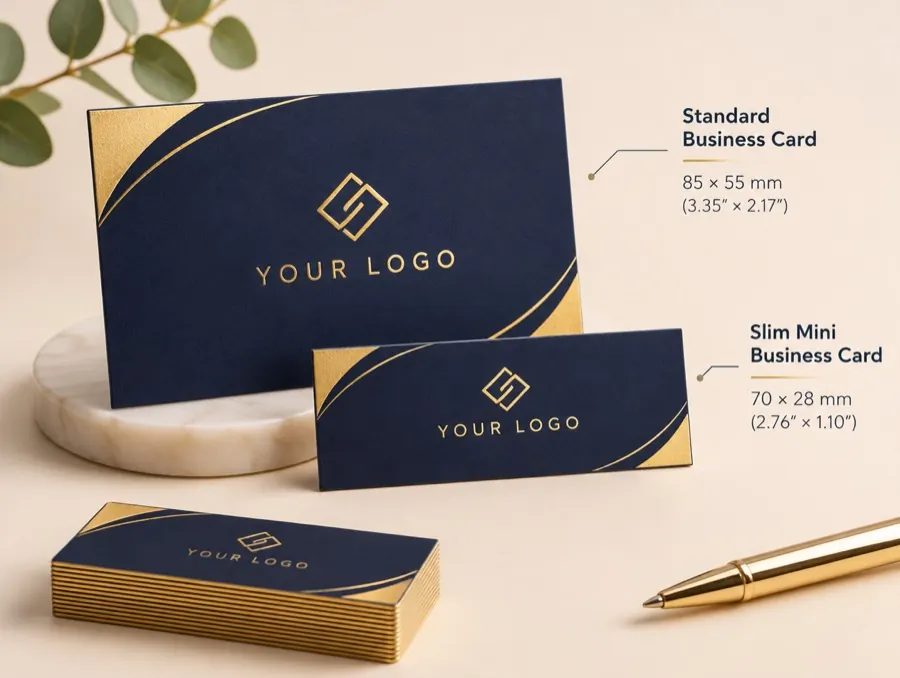 YOUR LOGO
Standard
Business Card
85 × 55 mm
(3.35" × 2.17")
YOUR LOGO
Slim Mini
Business Card
70 × 28 mm
(2.76" × 1.10")
YOUR LOGO